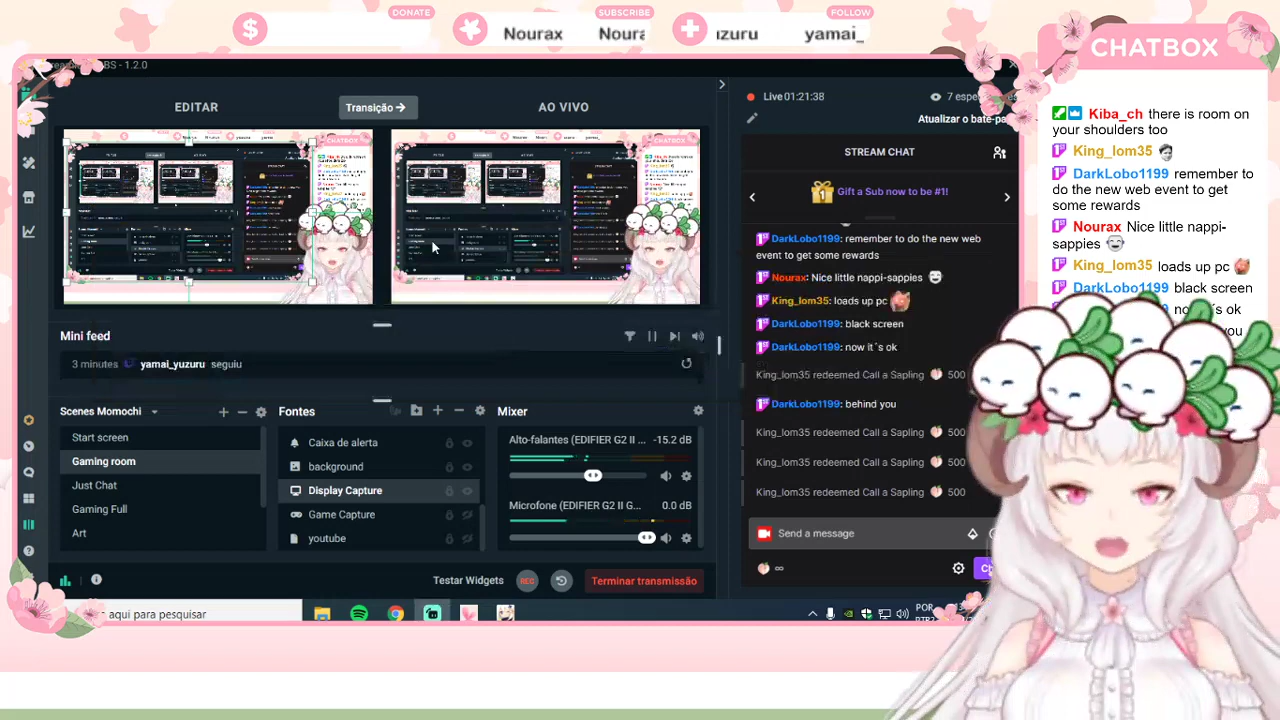 DONATE
SUBSCRIBE
FOLLOW
Nourax
yamai_
CHATBOX
BS - 1.2.0
EDITAR
Transição
AO VIVO
Live 01:21:38
7
Atualizar o
STREAM CHAT
Gift a Sub now to be #1!
DarkLobo1199: remember to do the new web
event to get some rewards
Nourax: Nice little nappi-sappies
King_lom35: loads up pc
DarkLobo1199: black screen
DarkLobo1199: now it´s ok
King_lom35 redeemed Call a Sapling 500
DarkLobo1199: behind you
King_lom35 redeemed Call a Sapling 500
King_lom35 redeemed Call a Sapling 500
King_lom35 redeemed Call a Sapling 500
Send a message
Kiba_ch there is room on
your shoulders too
King_lom35
DarkLobo1199 remember to
do the new web event to get
some rewards
Nourax Nice little nappi-
sappies
King_lom35 loads up pc
DarkLobo1199 black screen
ok
you
Mini feed
3 minutes yamai_yuzuru seguiu
Scenes Momochi
Start screen
Gaming room
Just Chat
Gaming Full
Art
Fontes
Caixa de alerta
background
Display Capture
Game Capture
youtube
Mixer
Alto-falantes (EDIFIER G2 II ... -15.2 dB
Microfone (EDIFIER G2 II G... 0.0 dB
Testar Widgets
REC
Terminar transmissão
aqui para pesquisar
POR